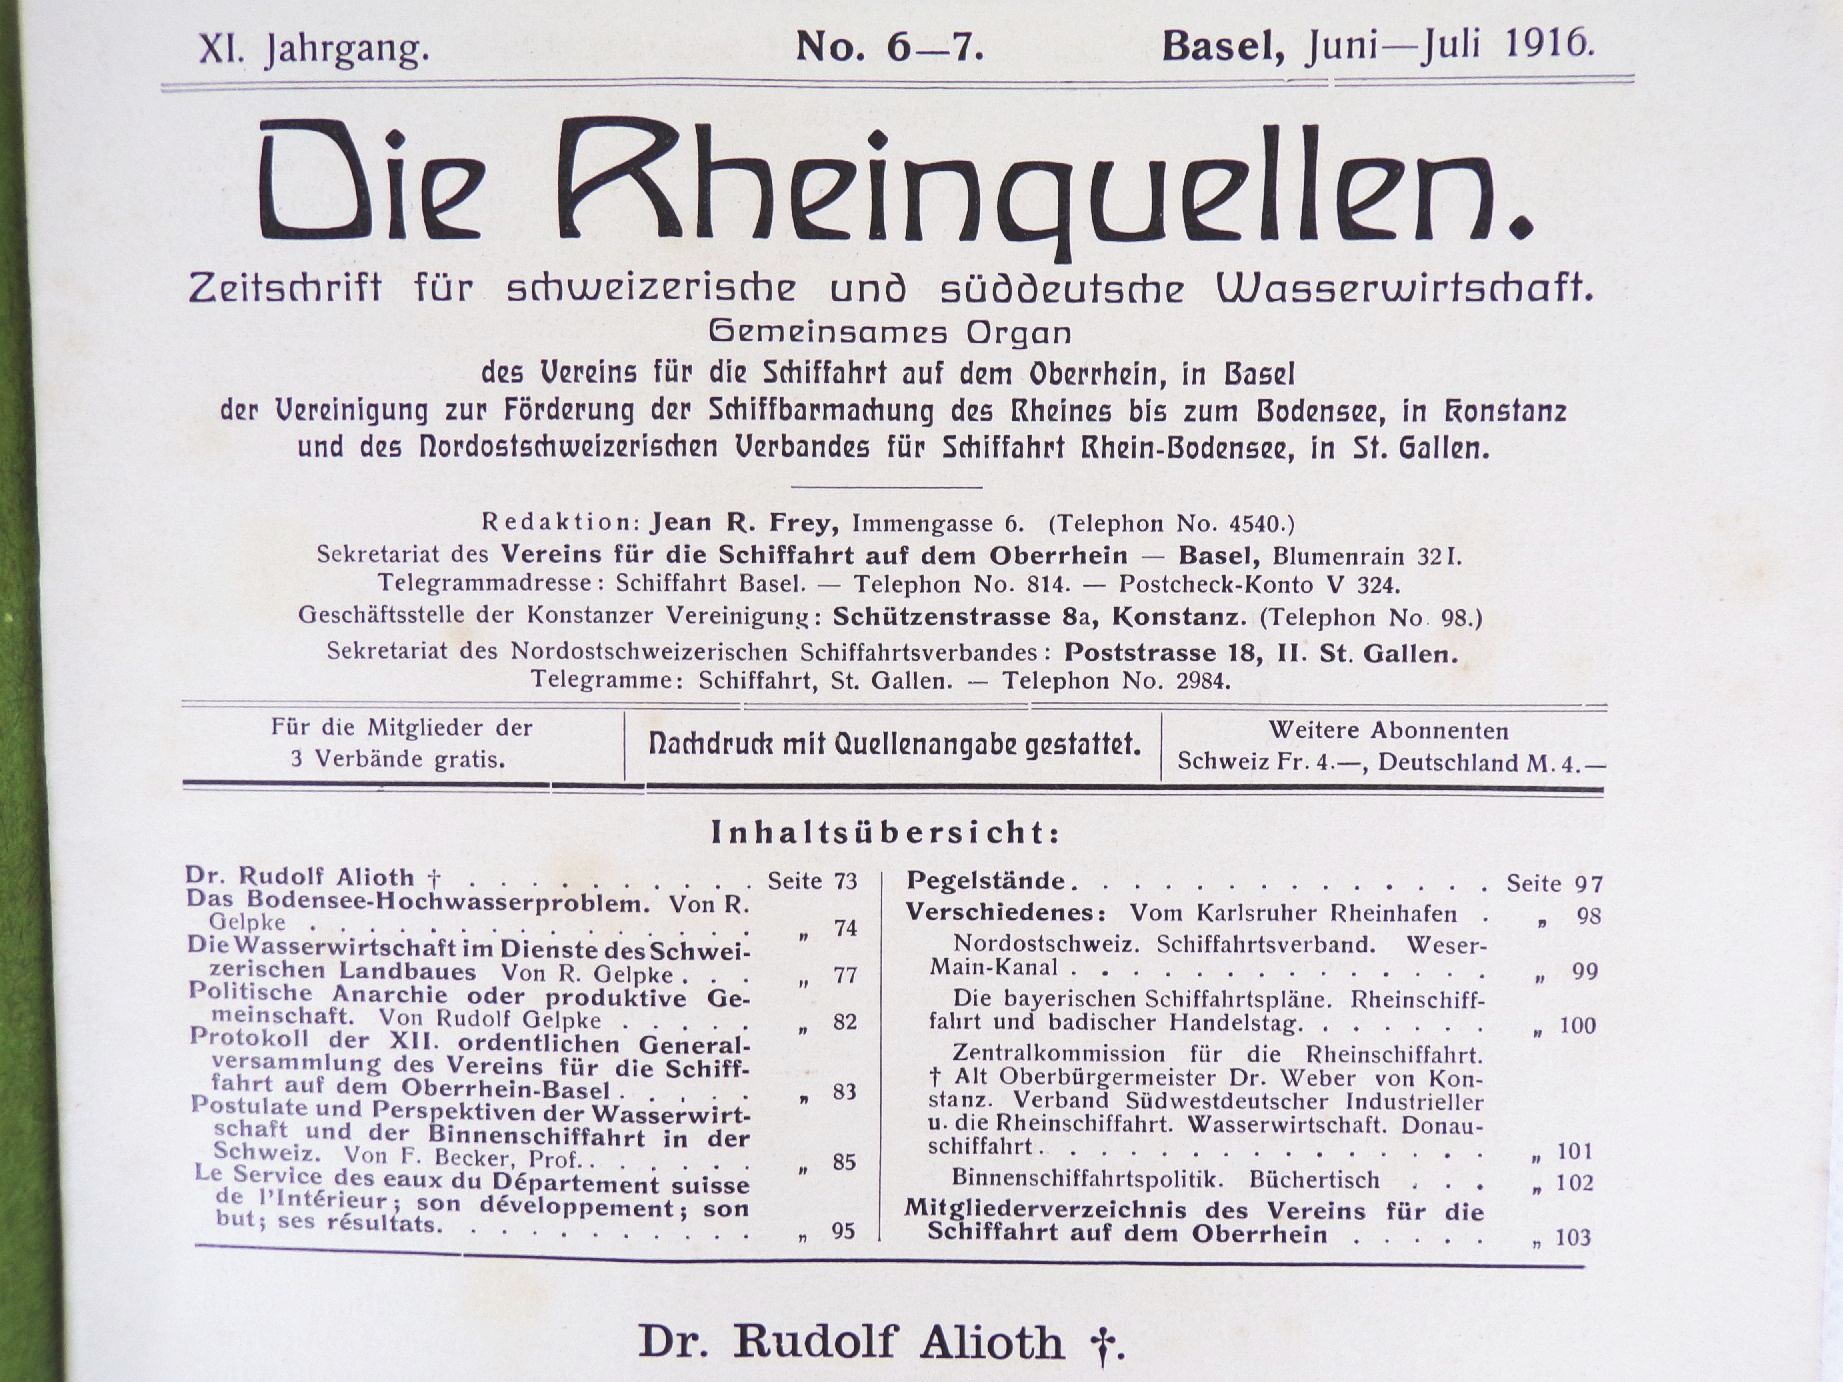 XI. Jahrgang. No. 6—7. Basel, Juni—Juli 1916.
Die Rheinquellen.
Zeitschrift für schweizerische und süddeutsche Wasserwirtschaft.
Gemeinsames Organ
des Vereins für die Schiffahrt auf dem Oberrhein, in Basel
der Vereinigung zur Förderung der Schiffbarmachung des Rheines bis zum Bodensee, in Konstanz
und des Nordostschweizerischen Verbandes für Schiffahrt Rhein-Bodensee, in St. Gallen.
Redaktion: Jean R. Frey, Immengasse 6. (Telephon No. 4540.)
Sekretariat des Vereins für die Schiffahrt auf dem Oberrhein — Basel, Blumenrain 32 I.
Telegrammadresse: Schiffahrt Basel. — Telephon No. 814. — Postcheck-Konto V 324.
Geschäftsstelle der Konstanzer Vereinigung: Schützenstrasse 8a, Konstanz. (Telephon No. 98.)
Sekretariat des Nordostschweizerischen Schiffahrtsverbandes: Poststrasse 18, II. St. Gallen.
Telegramme: Schiffahrt, St. Gallen. — Telephon No. 2984.
Für die Mitglieder der
3 Verbände gratis.
Nachdruck mit Quellenangabe gestattet.
Weitere Abonnenten
Schweiz Fr. 4.—, Deutschland M. 4.—
Inhaltsübersicht:
Dr. Rudolf Alioth † . . . . . . . . . . Seite 73
Das Bodensee-Hochwasserproblem. Von R.
Gelpke . . . . . . . . . . . . . . . „ 74
Die Wasserwirtschaft im Dienste des Schwei-
zerischen Landbaues Von R. Gelpke . . . „ 77
Politische Anarchie oder produktive Ge-
meinschaft. Von Rudolf Gelpke . . . . . „ 82
Protokoll der XII. ordentlichen General-
versammlung des Vereins für die Schiff-
fahrt auf dem Oberrhein-Basel . . . . . „ 83
Postulate und Perspektiven der Wasserwirt-
schaft und der Binnenschiffahrt in der
Schweiz. Von F. Becker, Prof. . . . . . . „ 85
Le Service des eaux du Département suisse
de l'Intérieur; son développement; son
but; ses résultats. . . . . . . . . . . „ 95
Pegelstände. . . . . . . . . . . . . . Seite 97
Verschiedenes: Vom Karlsruher Rheinhafen . „ 98
Nordostschweiz. Schiffahrtsverband. Weser-
Main-Kanal . . . . . . . . . . . . . . „ 99
Die bayerischen Schiffahrtspläne. Rheinschiff-
fahrt und badischer Handelstag. . . . . . . „ 100
Zentralkommission für die Rheinschiffahrt.
† Alt Oberbürgermeister Dr. Weber von Kon-
stanz. Verband Südwestdeutscher Industrieller
u. die Rheinschiffahrt. Wasserwirtschaft. Donau-
schiffahrt. . . . . . . . . . . . . . . „ 101
Binnenschiffahrtspolitik. Büchertisch . . . „ 102
Mitgliederverzeichnis des Vereins für die
Schiffahrt auf dem Oberrhein . . . . . „ 103
Dr. Rudolf Alioth †.